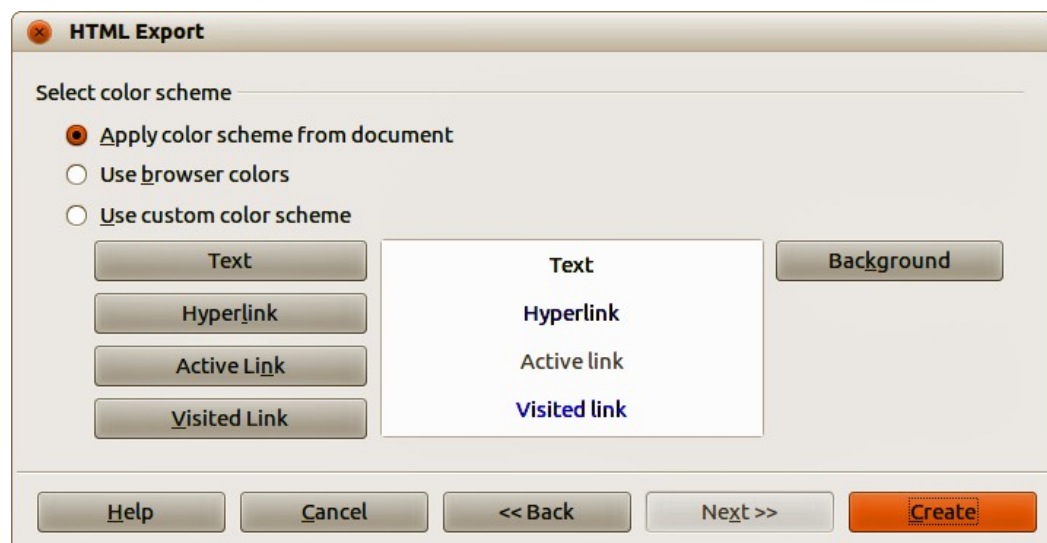 HTML Export
Select color scheme
Apply color scheme from document
Use browser colors
Use custom color scheme
Text Text Background
Hyperlink Hyperlink
Active Link Active link
Visited Link Visited link
Help Cancel << Back Next >> Create